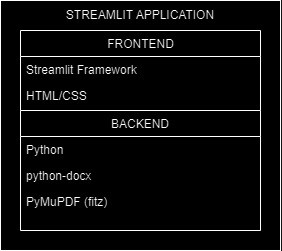 STREAMLIT APPLICATION
FRONTEND
Streamlit Framework
HTML/CSS
BACKEND
Python
python-docx
PyMuPDF (fitz)